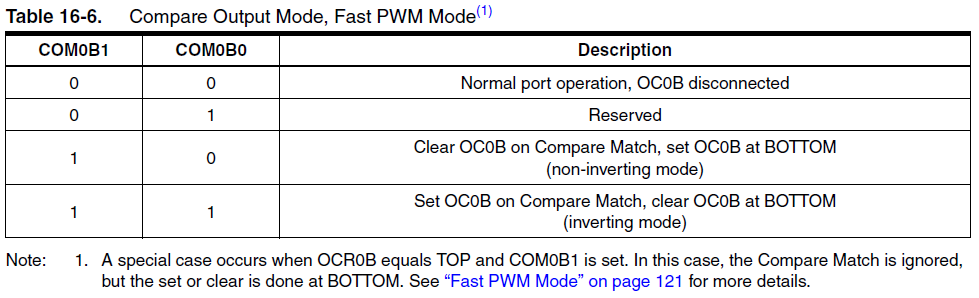 Table 16-6. Compare Output Mode, Fast PWM Mode(1)
COM0B1 COM0B0 Description
0 0 Normal port operation, OC0B disconnected
0 1 Reserved
1 0 Clear OC0B on Compare Match, set OC0B at BOTTOM
(non-inverting mode)
1 1 Set OC0B on Compare Match, clear OC0B at BOTTOM
(inverting mode)
Note: 1. A special case occurs when OCR0B equals TOP and COM0B1 is set. In this case, the Compare Match is ignored,
but the set or clear is done at BOTTOM. See “Fast PWM Mode” on page 121 for more details.